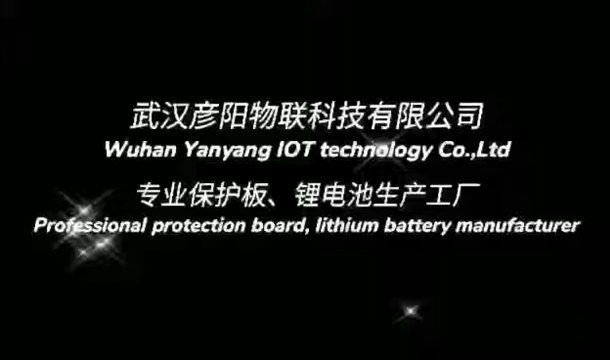 武汉彦阳物联科技有限公司
Wuhan Yanyang IOT technology Co.,Ltd
专业保护板、锂电池生产工厂
Professional protection board, lithium battery manufacturer